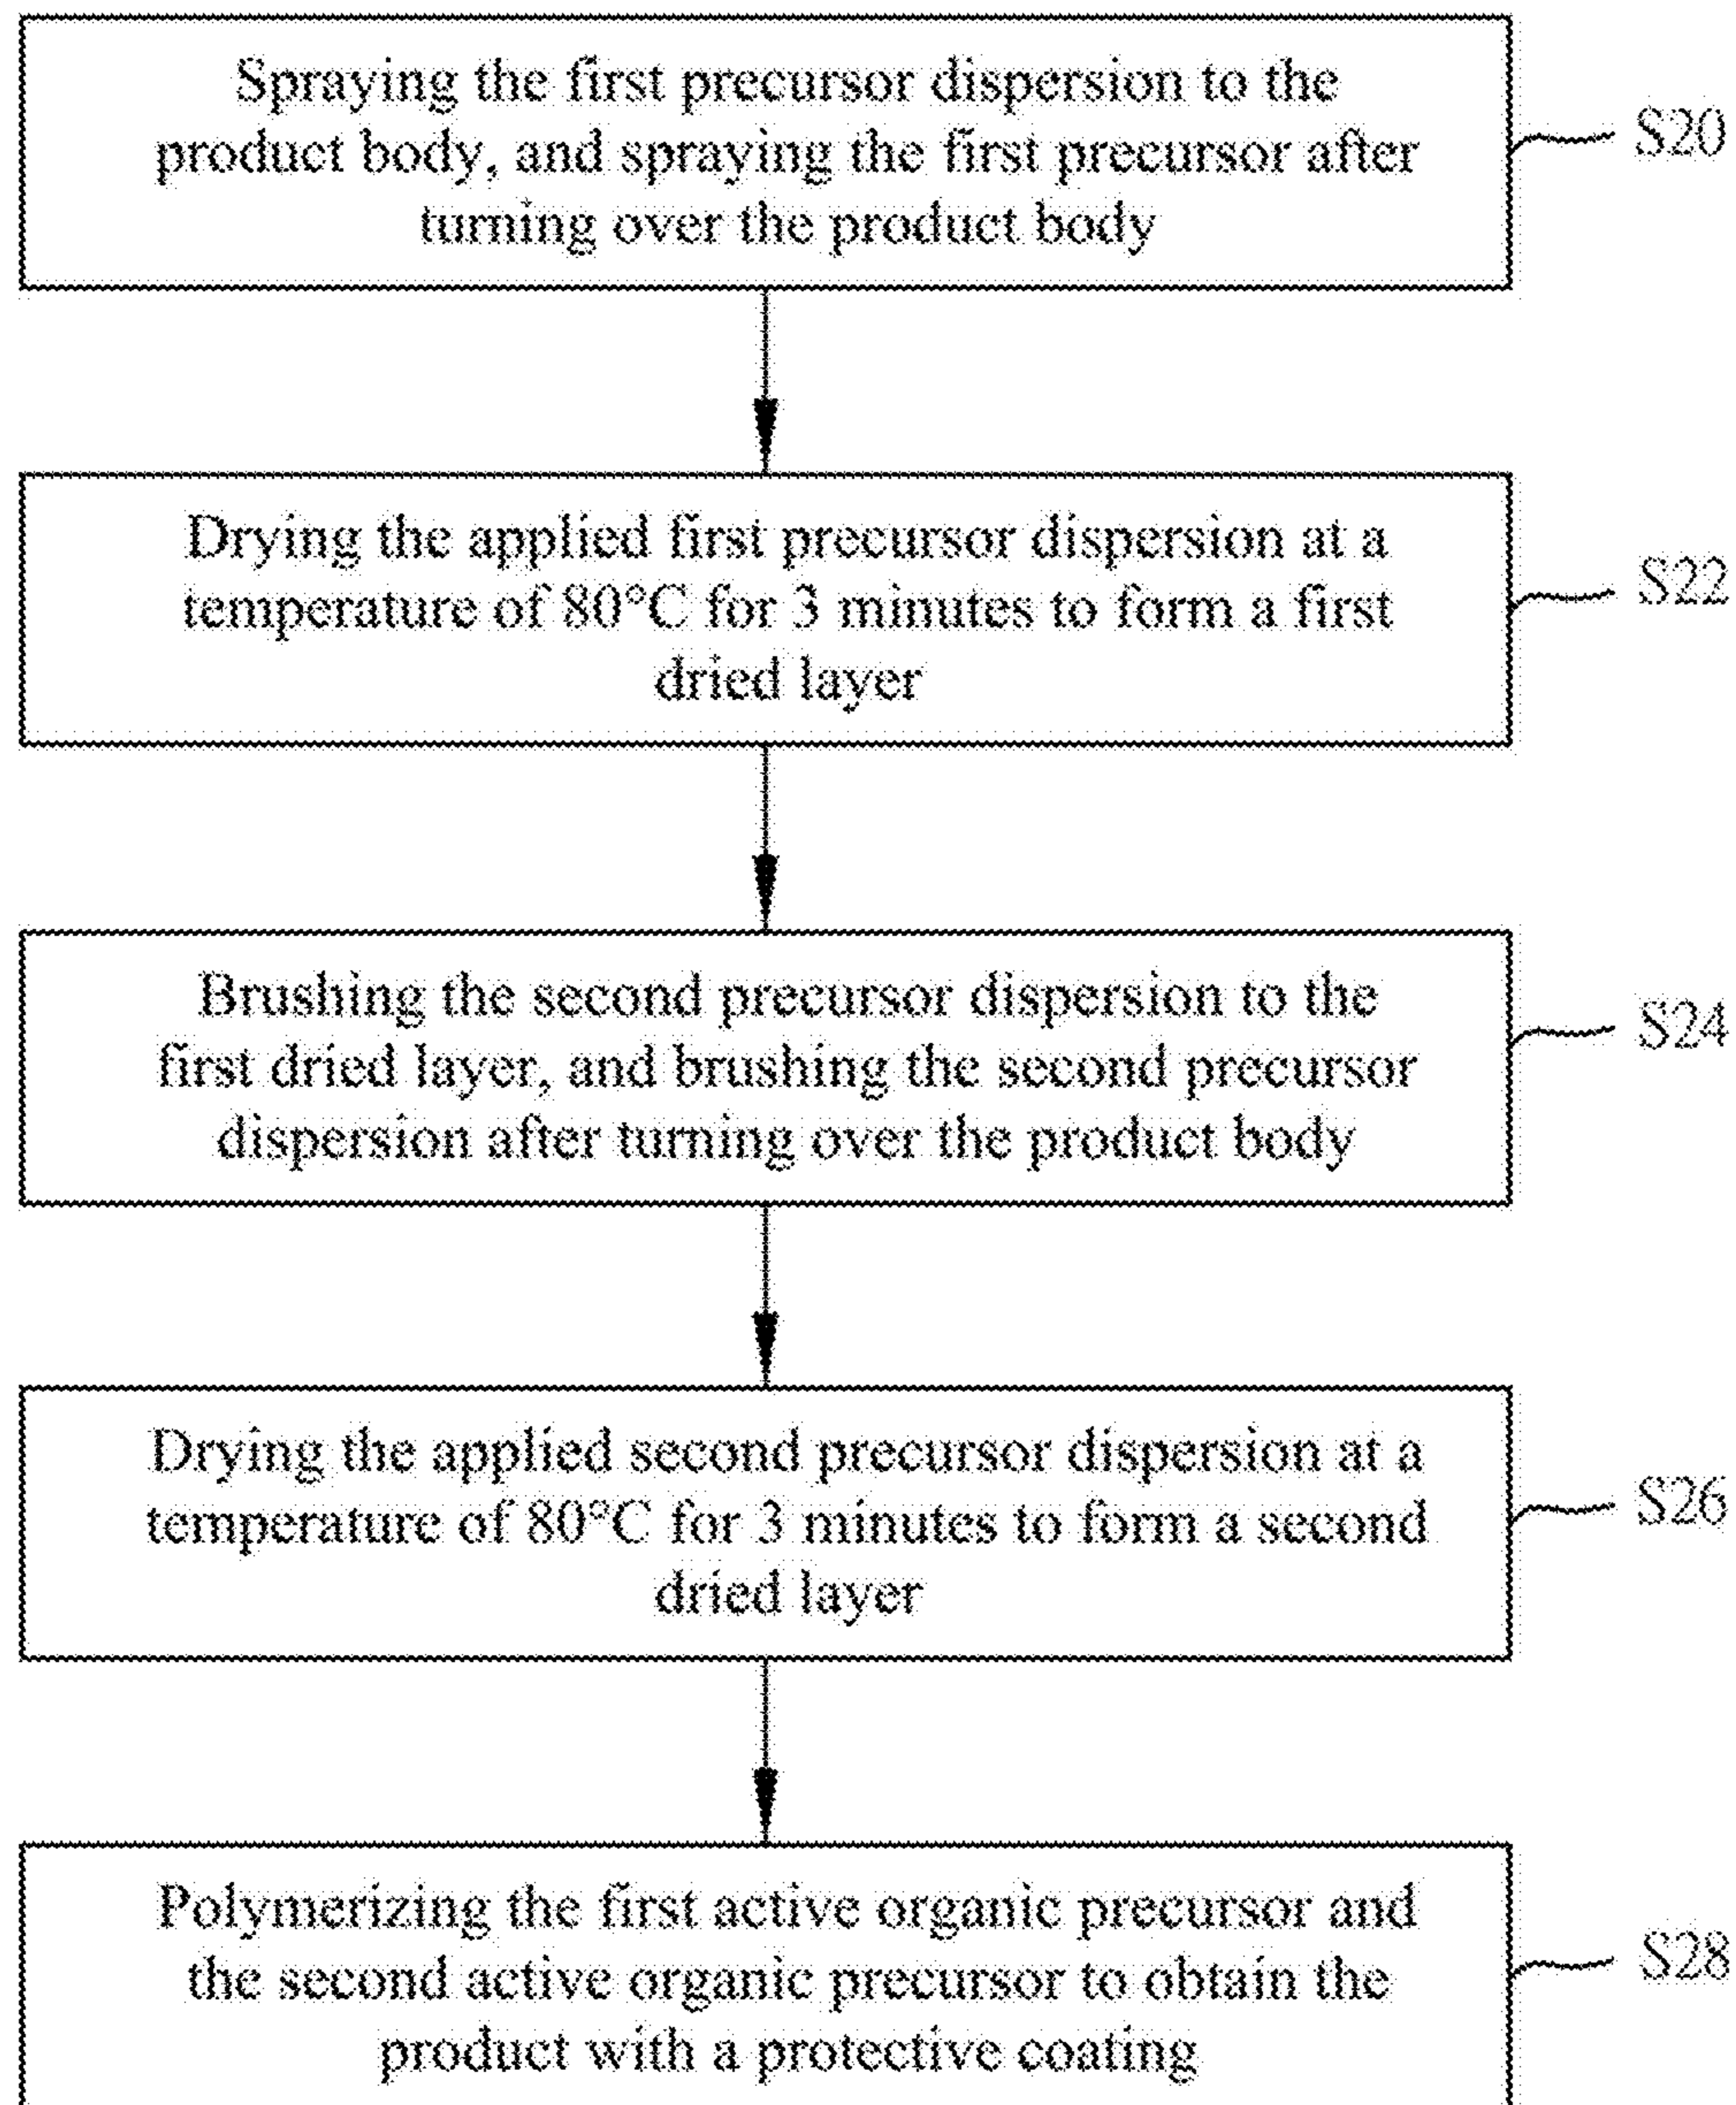 Spraying the first precursor dispersion to the
product body, and spraying the first precursor after
turning over the product body
S20
Drying the applied first precursor dispersion at a
temperature of 80°C for 3 minutes to form a first
dried layer
S22
Brushing the second precursor dispersion to the
first dried layer, and brushing the second precursor
dispersion after turning over the product body
S24
Drying the applied second precursor dispersion at a
temperature of 80°C for 3 minutes to form a second
dried layer
S26
Polymerizing the first active organic precursor and
the second active organic precursor to obtain the
product with a protective coating
S28